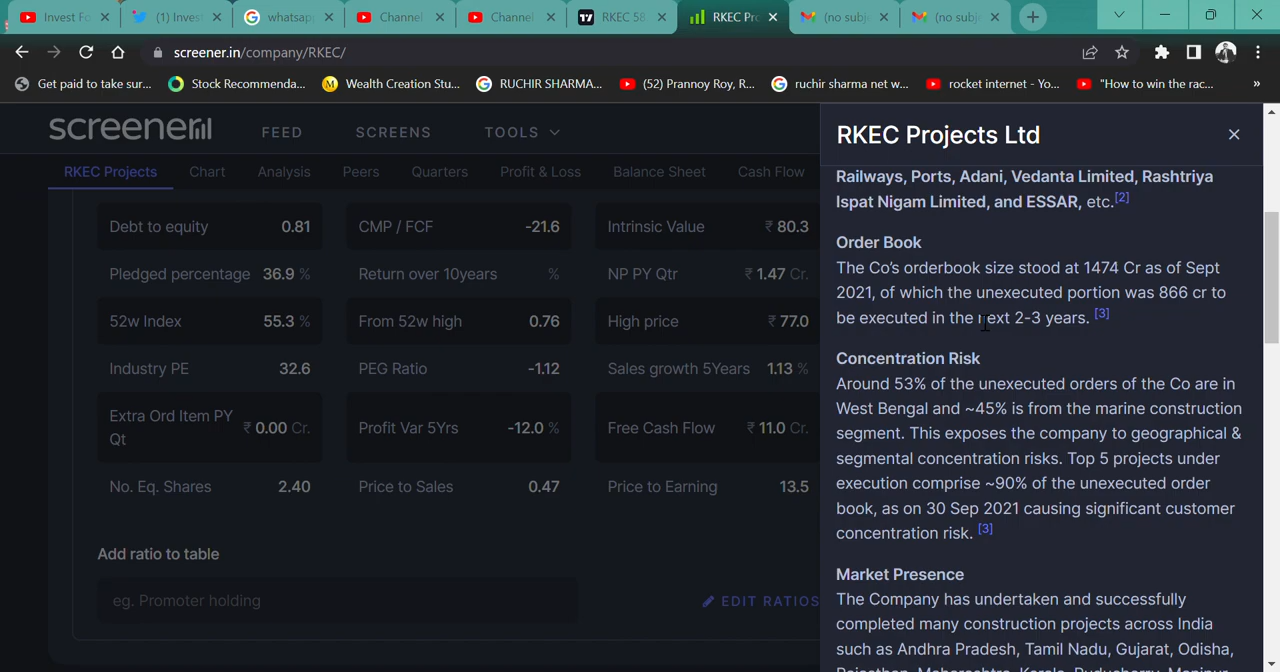 Invest Fo
(1) Invest
whatsap
Channel
Channel
RKEC 58
RKEC Pro
(no subj
(no subj
screener.in/company/RKEC/
Get paid to take sur...
Stock Recommenda...
Wealth Creation Stu...
RUCHIR SHARMA...
(52) Prannoy Roy, R...
ruchir sharma net w...
rocket internet - Yo...
"How to win the rac...
»
screener
FEED
SCREENS
TOOLS
RKEC Projects
Chart
Analysis
Peers
Quarters
Profit & Loss
Balance Sheet
Cash Flow
Debt to equity 0.81
CMP / FCF -21.6
Intrinsic Value ₹ 80.3
Pledged percentage 36.9 %
Return over 10years %
NP PY Qtr ₹ 1.47 Cr.
52w Index 55.3 %
From 52w high 0.76
High price ₹ 77.0
Industry PE 32.6
PEG Ratio -1.12
Sales growth 5Years 1.13 %
Extra Ord Item PY
Qt
₹ 0.00 Cr.
Profit Var 5Yrs -12.0 %
Free Cash Flow ₹ 11.0 Cr.
No. Eq. Shares 2.40
Price to Sales 0.47
Price to Earning 13.5
Add ratio to table
eg. Promoter holding
EDIT RATIOS
RKEC Projects Ltd
Railways, Ports, Adani, Vedanta Limited, Rashtriya
Ispat Nigam Limited, and ESSAR, etc.[2]
Order Book
The Co's orderbook size stood at 1474 Cr as of Sept
2021, of which the unexecuted portion was 866 cr to
be executed in the next 2-3 years. [3]
Concentration Risk
Around 53% of the unexecuted orders of the Co are in
West Bengal and ~45% is from the marine construction
segment. This exposes the company to geographical &
segmental concentration risks. Top 5 projects under
execution comprise ~90% of the unexecuted order
book, as on 30 Sep 2021 causing significant customer
concentration risk. [3]
Market Presence
The Company has undertaken and successfully
completed many construction projects across India
such as Andhra Pradesh, Tamil Nadu, Gujarat, Odisha,
Rajasthan, Maharashtra, Kerala, Puducherry, Manipur,